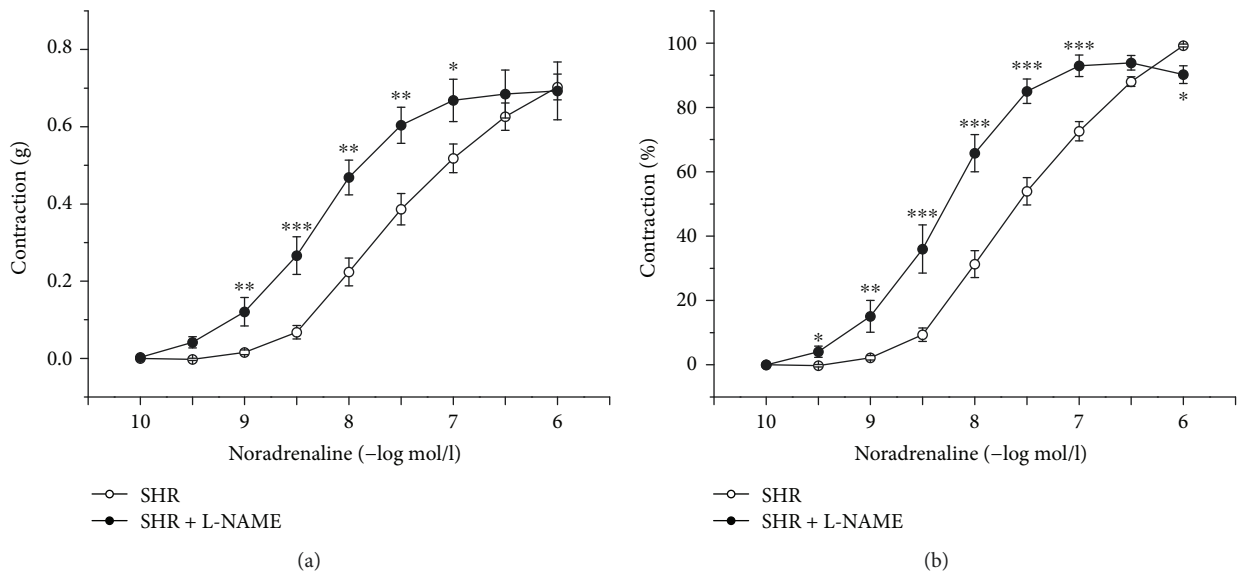 0.8
0.6
0.4
0.2
0.0
Contraction (g)
**
***
**
**
*
10 9 8 7 6
Noradrenaline (−log mol/l)
SHR
SHR + L-NAME
(a)
100
80
60
40
20
0
Contraction (%)
*
**
***
***
***
***
*
10 9 8 7 6
Noradrenaline (−log mol/l)
SHR
SHR + L-NAME
(b)